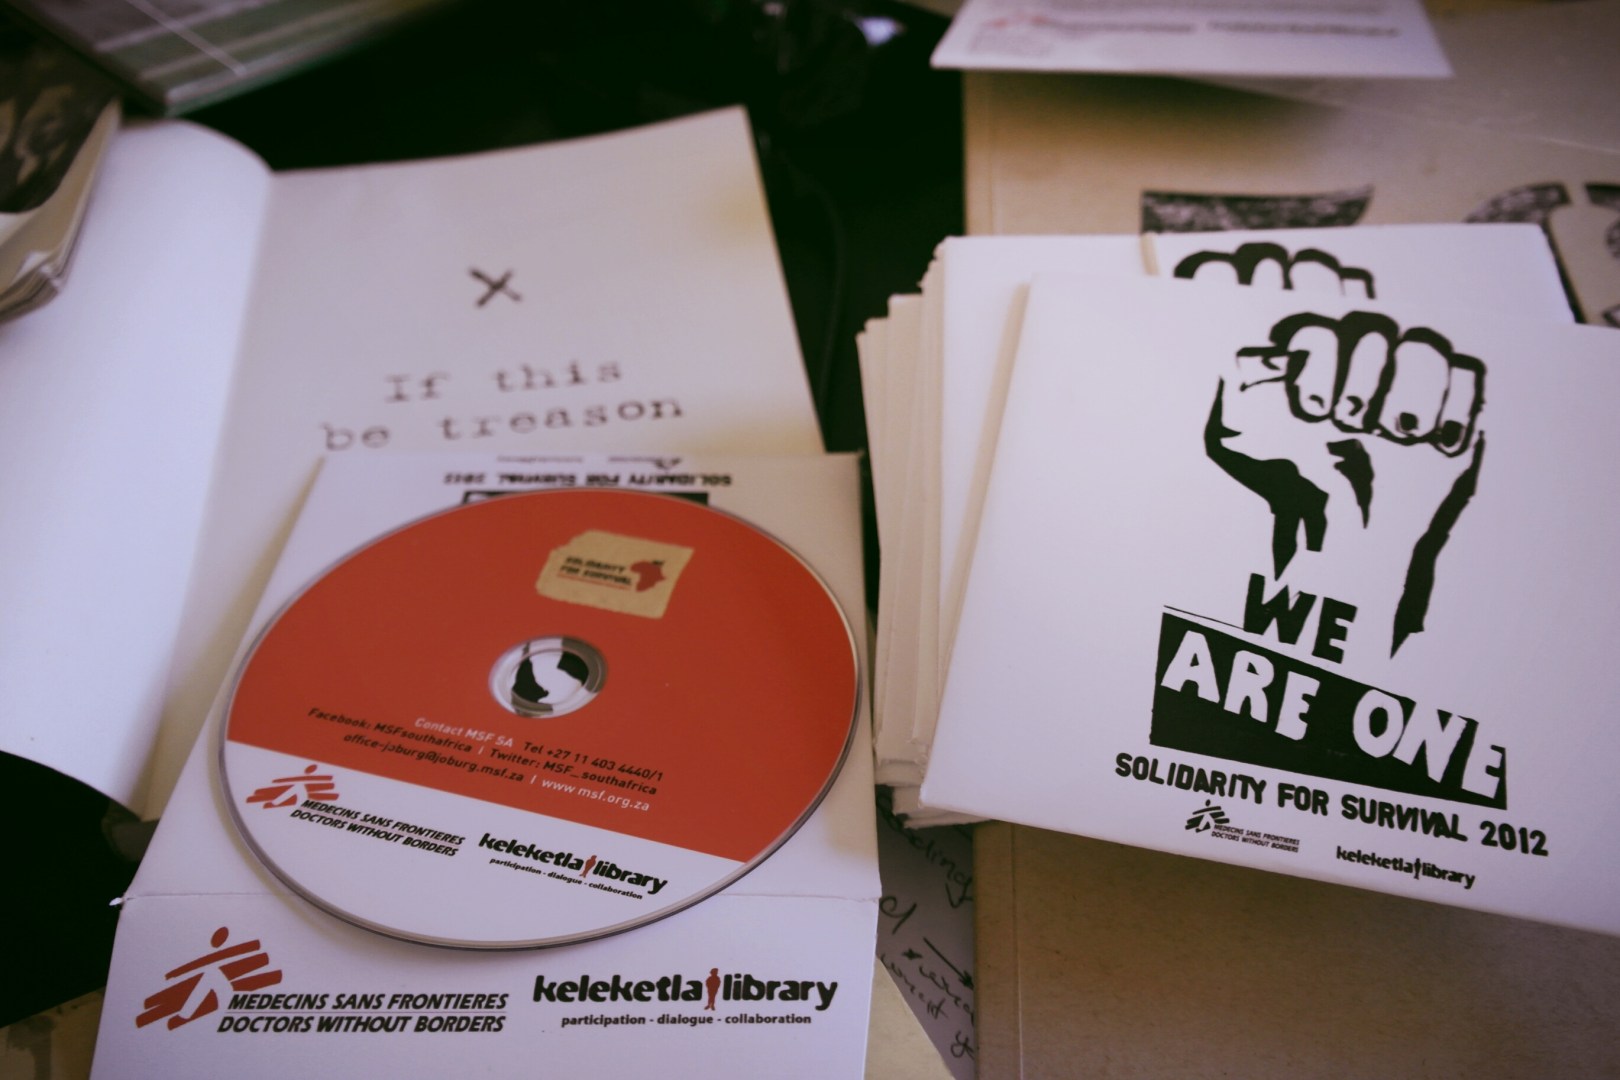 If this
be treason
SOLIDARITY FOR SURVIVAL 2012
SOLIDARITY
FOR SURVIVAL
Contact MSF SA Tel +27 11 403 4440/1
Facebook: MSFsouthafrica | Twitter: MSF_southafrica
office-joburg@joburg.msf.za | www.msf.org.za
MEDECINS SANS FRONTIERES
DOCTORS WITHOUT BORDERS
keleketla library
participation - dialogue - collaboration
MEDECINS SANS FRONTIERES
DOCTORS WITHOUT BORDERS
keleketla library
participation - dialogue - collaboration
WE
ARE ONE
SOLIDARITY FOR SURVIVAL 2012
MEDECINS SANS FRONTIERES
DOCTORS WITHOUT BORDERS
keleketla library